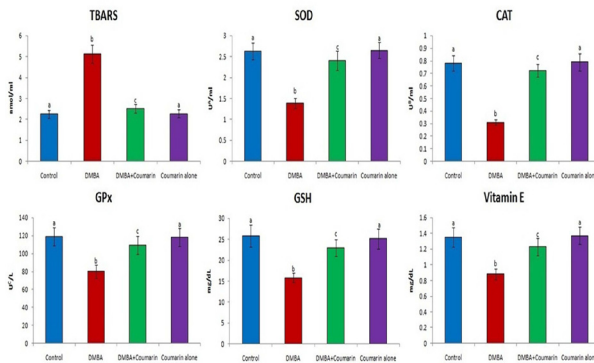 TBARS
nmol/ml
6
5
4
3
2
1
0
a
b
c
a
Control
DMBA
DMBA+Coumarin
Coumarin alone
SOD
3
2.5
2
1.5
1
0.5
0
a
b
c
a
Control
DMBA
DMBA+Coumarin
Coumarin alone
CAT
1
0.9
0.8
0.7
0.6
0.5
0.4
0.3
0.2
0.1
0
a
b
c
a
Control
DMBA
DMBA+Coumarin
Coumarin alone
GPx
140
120
100
80
60
40
20
0
a
b
c
Control
DMBA
DMBA+Coumarin
Coumarin alone
GSH
mg/dL
30
25
20
15
10
5
0
a
b
c
a
Control
DMBA
DMBA+Coumarin
Coumarin alone
Vitamin E
mg/dL
1.6
1.4
1.2
1
0.8
0.6
0.4
0.2
0
a
b
c
a
Control
DMBA
DMBA+Coumarin
Coumarin alone